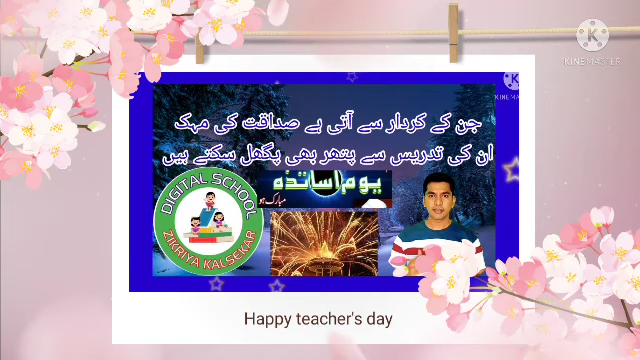 KINEMASTER
جن کے کردار سے آتی ہے صداقت کی مہک
ان کی تدریس سے پتھر بھی پگھل سکتے ہیں
DIGITAL SCHOOL
ZIKRIYA KALSEKAR
یوم اساتذہ
مبارک ہو
Happy teacher's day